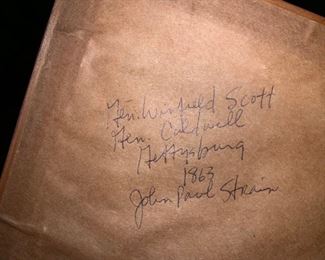 Gen. Winfield Scott
Gen. Caldwell
Gettysburg
1863
John Paul Strain